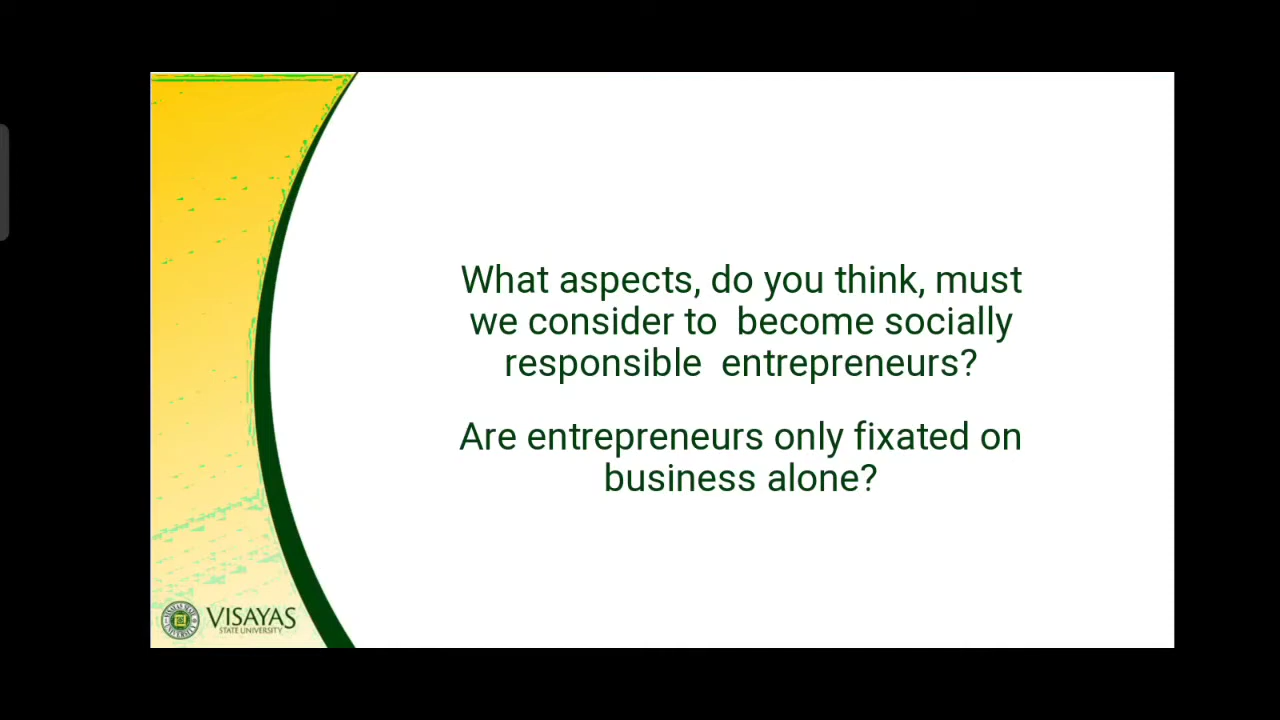 What aspects, do you think, must
we consider to  become socially
responsible  entrepreneurs?
Are entrepreneurs only fixated on
business alone?
VISAYAS
STATE UNIVERSITY